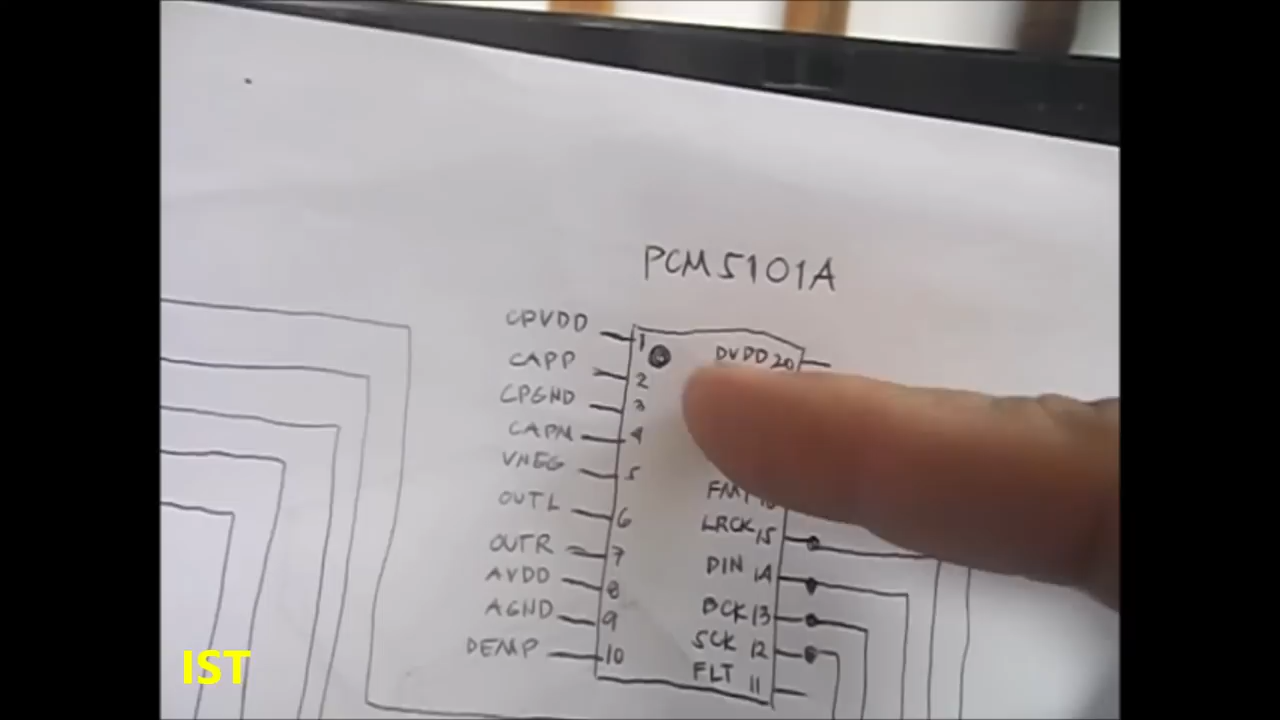 PCM5101A
CPVDD 1
CAPP 2
CPGND 3
CAPM 4
VNEG 5
OUTL 6
OUTR 7
AVDD 8
AGND 9
DEMP 10
DVDD 20
LRCK 15
DIN 14
BCK 13
SCK 12
FLT 11
IST